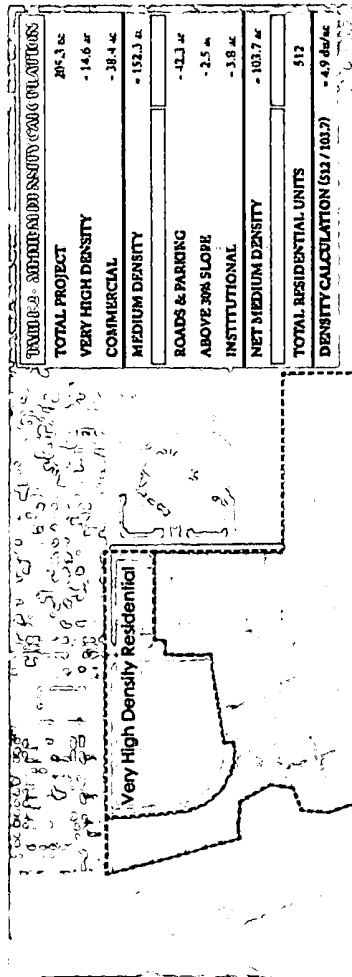 DENSITY CALCULATION
TOTAL PROJECT 205.3 ac
VERY HIGH DENSITY - 14.6 ac
COMMERCIAL - 38.4 ac
MEDIUM DENSITY = 152.3 ac
ROADS & PARKING - 42.3 ac
ABOVE 30% SLOPE - 2.5 ac
INSTITUTIONAL - 3.8 ac
NET MEDIUM DENSITY = 103.7 ac
TOTAL RESIDENTIAL UNITS 512
DENSITY CALCULATION (512 / 103.7) = 4.9 du/ac
Very High Density Residential